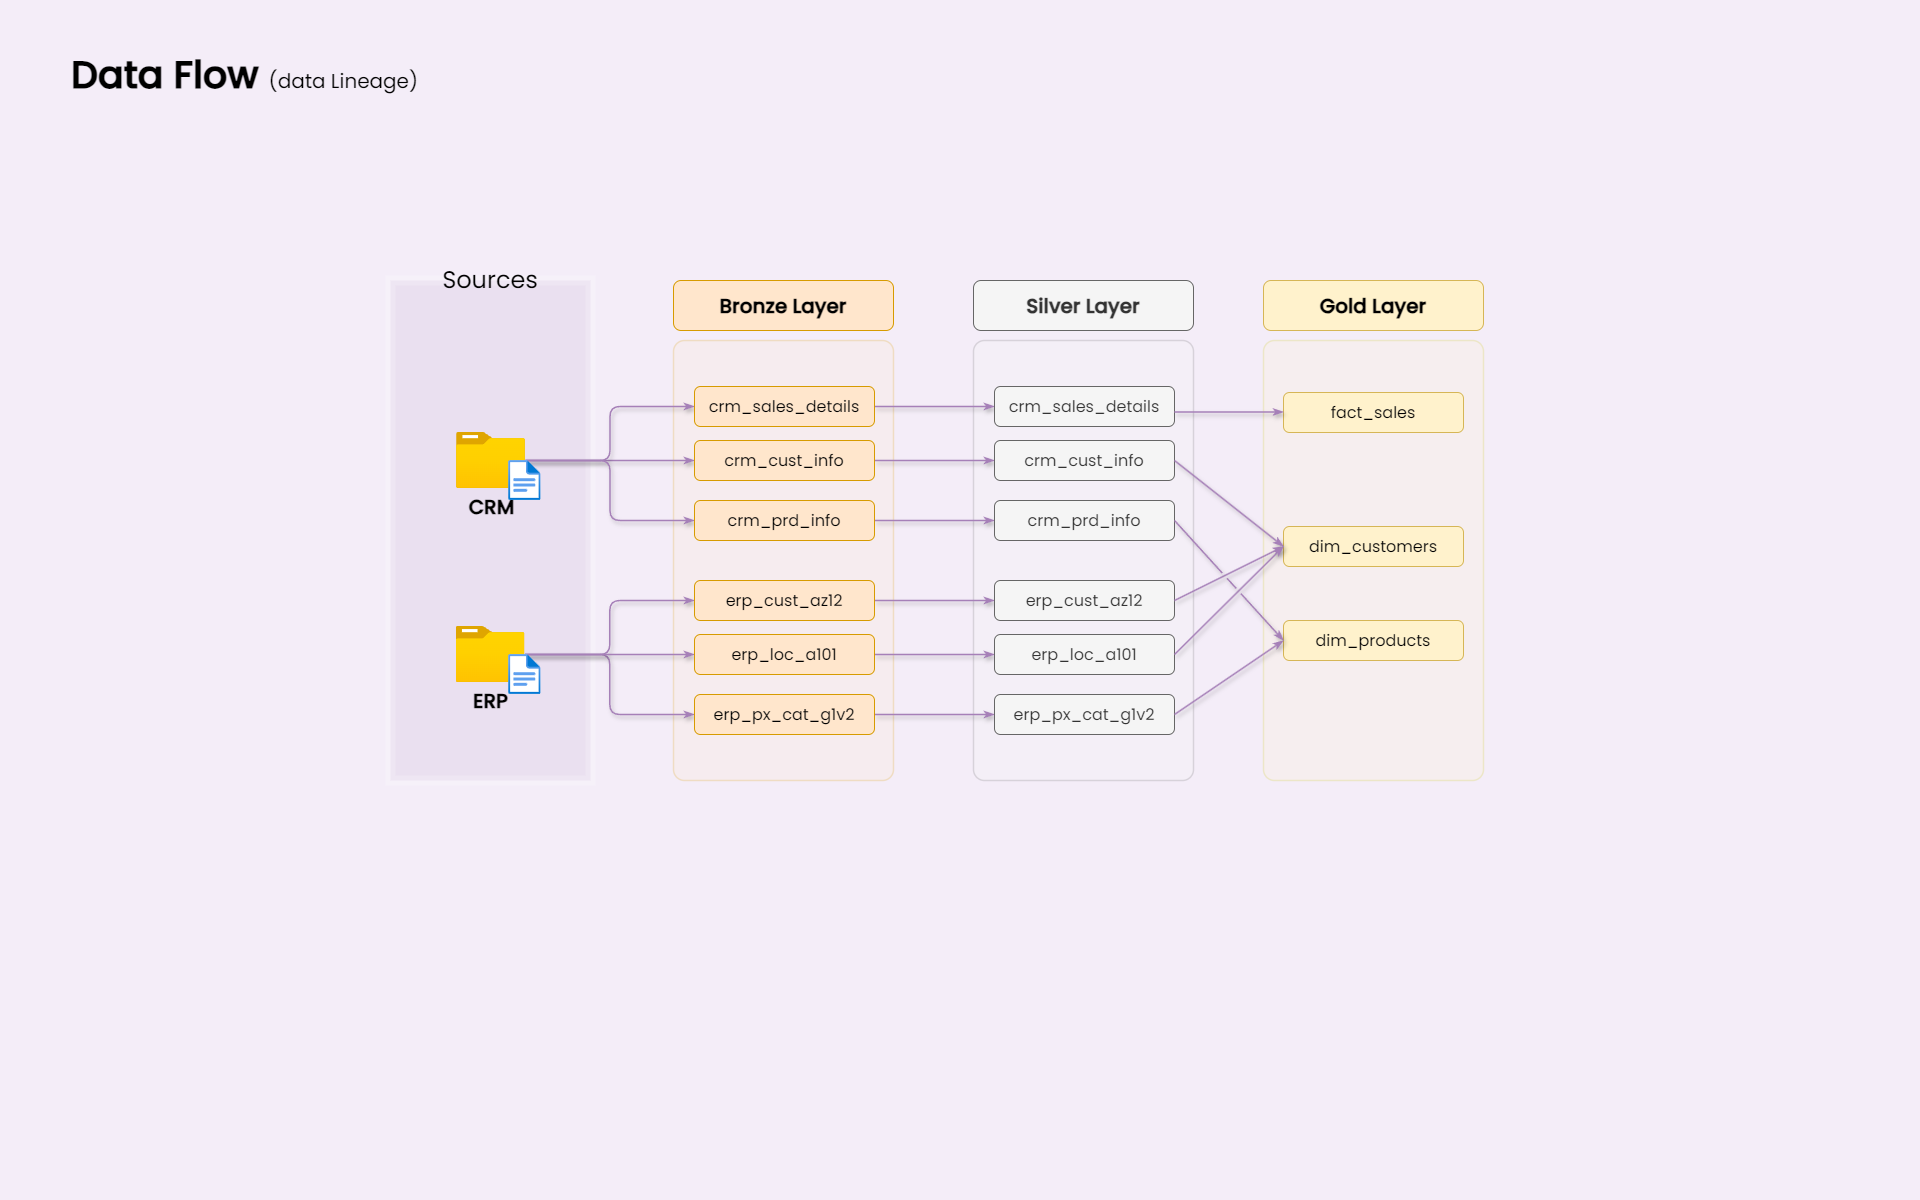 Data Flow (data Lineage)
Sources
CRM
ERP
Bronze Layer
crm_sales_details
crm_cust_info
crm_prd_info
erp_cust_az12
erp_loc_a101
erp_px_cat_g1v2
Silver Layer
crm_sales_details
crm_cust_info
crm_prd_info
erp_cust_az12
erp_loc_a101
erp_px_cat_g1v2
Gold Layer
fact_sales
dim_customers
dim_products